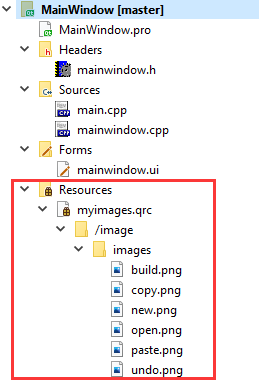 MainWindow [master]
MainWindow.pro
Headers
mainwindow.h
Sources
main.cpp
mainwindow.cpp
Forms
mainwindow.ui
Resources
myimages.qrc
/image
images
build.png
copy.png
new.png
open.png
paste.png
undo.png